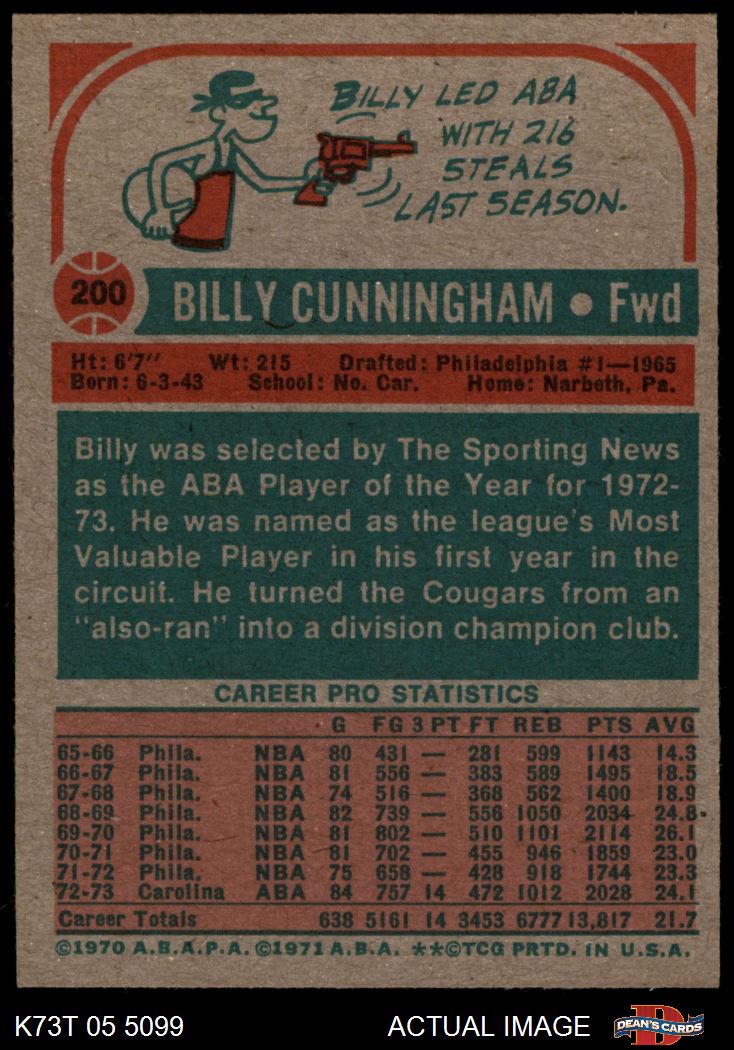 BILLY LED ABA
WITH 216
STEALS
LAST SEASON.
200
BILLY CUNNINGHAM • Fwd
Ht: 6'7" Wt: 215 Drafted: Philadelphia #1—1965
Born: 6-3-43 School: No. Car. Home: Narbeth, Pa.
Billy was selected by The Sporting News
as the ABA Player of the Year for 1972-
73. He was named as the league's Most
Valuable Player in his first year in the
circuit. He turned the Cougars from an
"also-ran" into a division champion club.
CAREER PRO STATISTICS
G FG 3 PT FT REB PTS AVG
65-66 Phila. NBA 80 431 — 281 599 1143 14.3
66-67 Phila. NBA 81 556 — 383 589 1495 18.5
67-68 Phila. NBA 74 516 — 368 562 1400 18.9
68-69 Phila. NBA 82 739 — 556 1050 2034 24.8
69-70 Phila. NBA 81 802 — 510 1101 2114 26.1
70-71 Phila. NBA 81 702 — 455 946 1859 23.0
71-72 Phila. NBA 75 658 — 428 918 1744 23.3
72-73 Carolina ABA 84 757 14 472 1012 2028 24.1
Career Totals 638 5161 14 3453 6777 13,817 21.7
©1970 A.B.A.P.A. ©1971 A.B.A. **©TCG PRTD. IN U.S.A.
K73T 05 5099 ACTUAL IMAGE DEAN'S CARDS